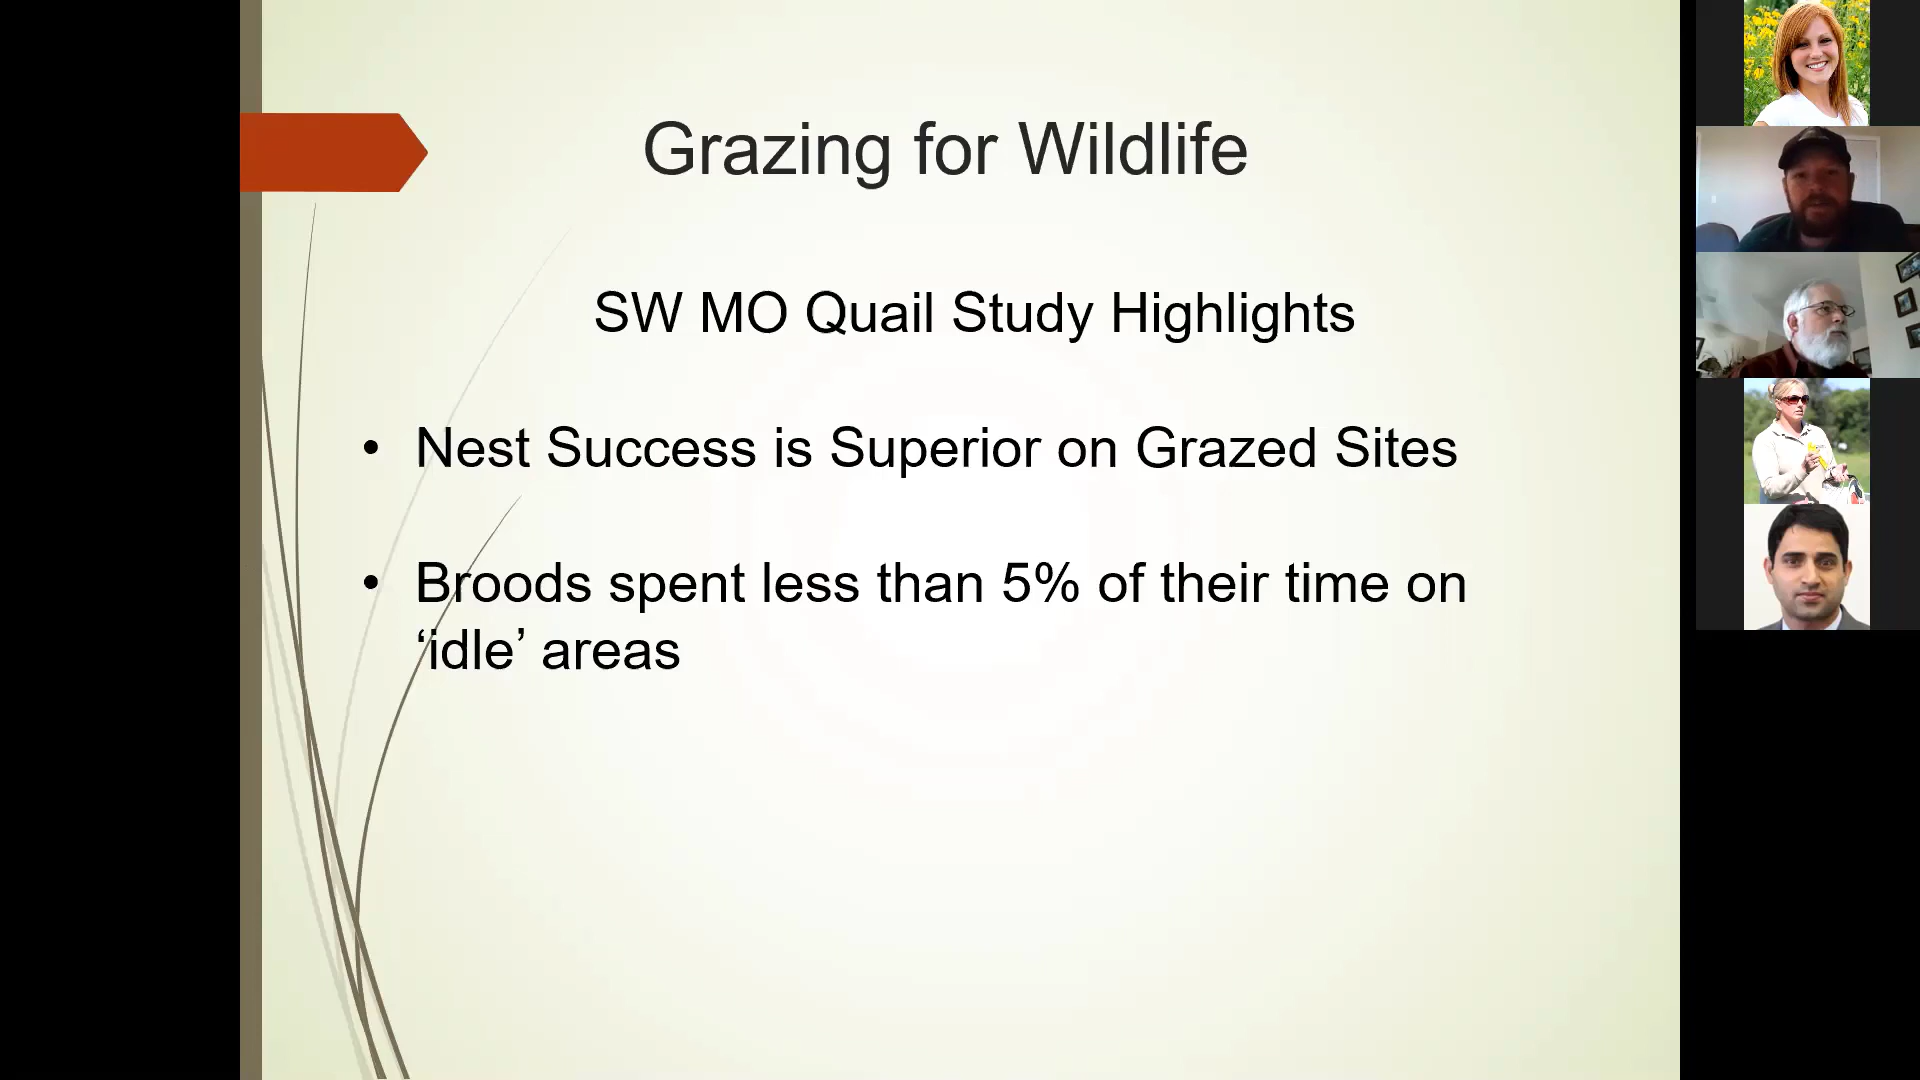 Grazing for Wildlife
SW MO Quail Study Highlights
• Nest Success is Superior on Grazed Sites
• Broods spent less than 5% of their time on
‘idle’ areas